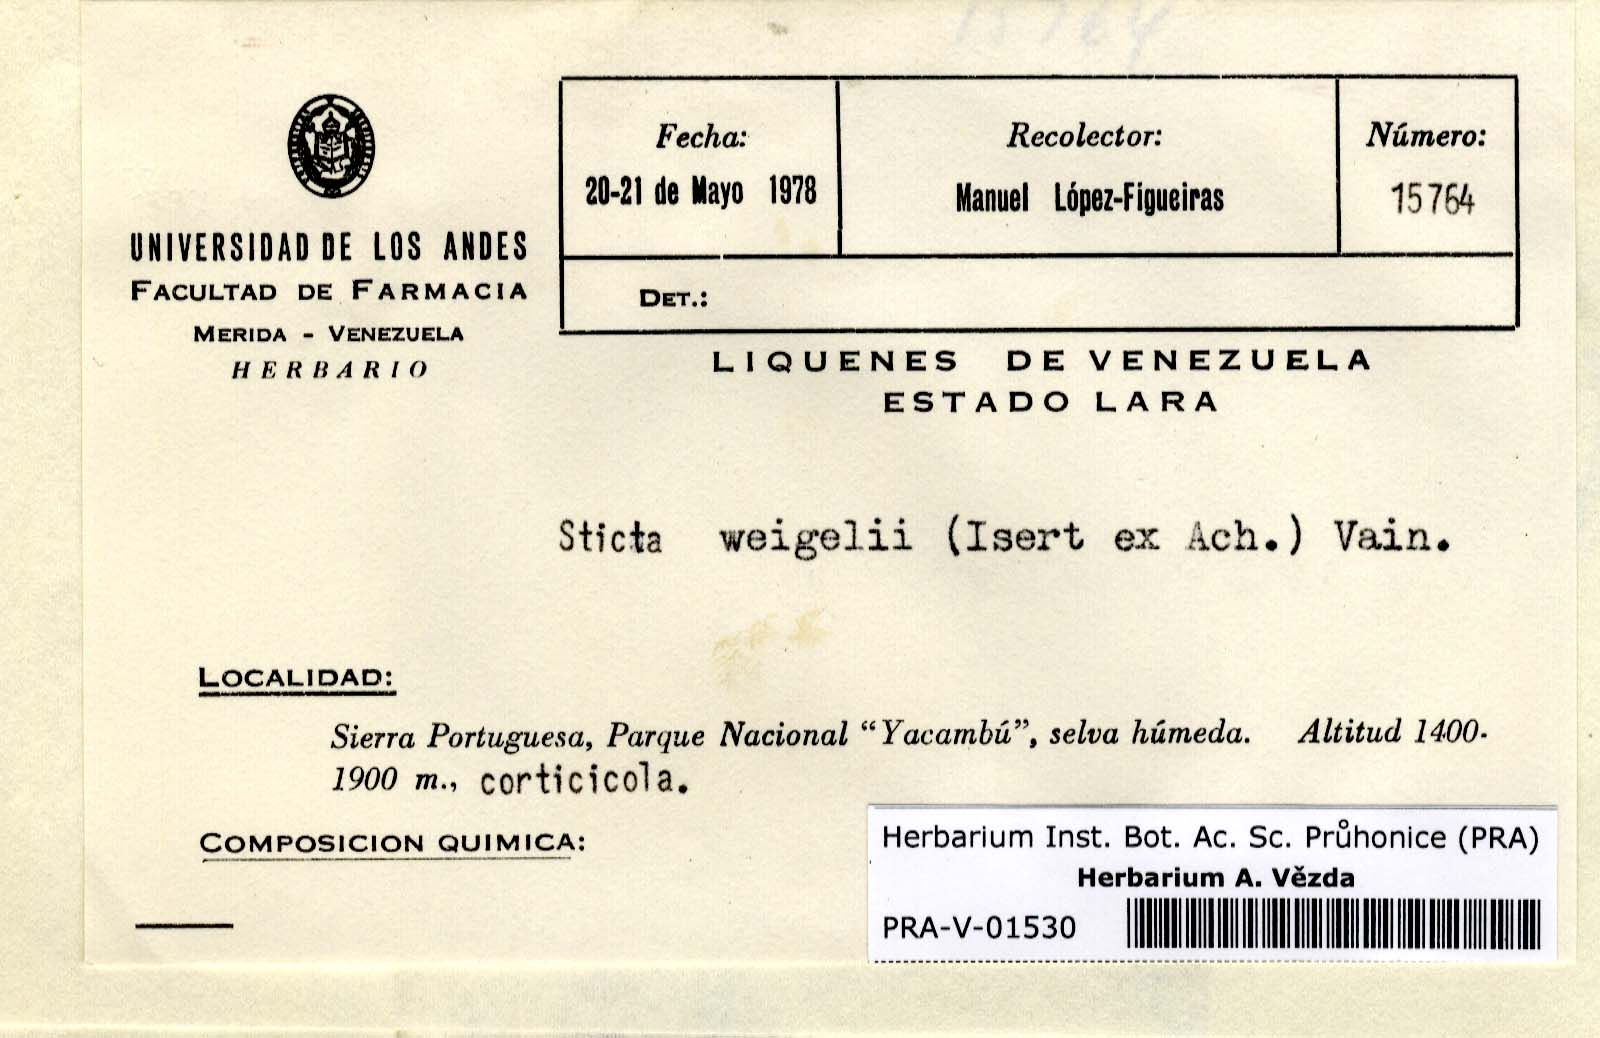 15764
Fecha:
20-21 de Mayo 1978
Recolector:
Manuel López-Figueiras
Número:
15764
DET.:
UNIVERSIDAD DE LOS ANDES
FACULTAD DE FARMACIA
MERIDA - VENEZUELA
HERBARIO
LIQUENES DE VENEZUELA
ESTADO LARA
Sticta weigelii (Isert ex Ach.) Vain.
LOCALIDAD:
Sierra Portuguesa, Parque Nacional “Yacambú”, selva húmeda. Altitud 1400-
1900 m., corticicola.
COMPOSICION QUIMICA:
Herbarium Inst. Bot. Ac. Sc. Průhonice (PRA)
Herbarium A. Vězda
PRA-V-01530